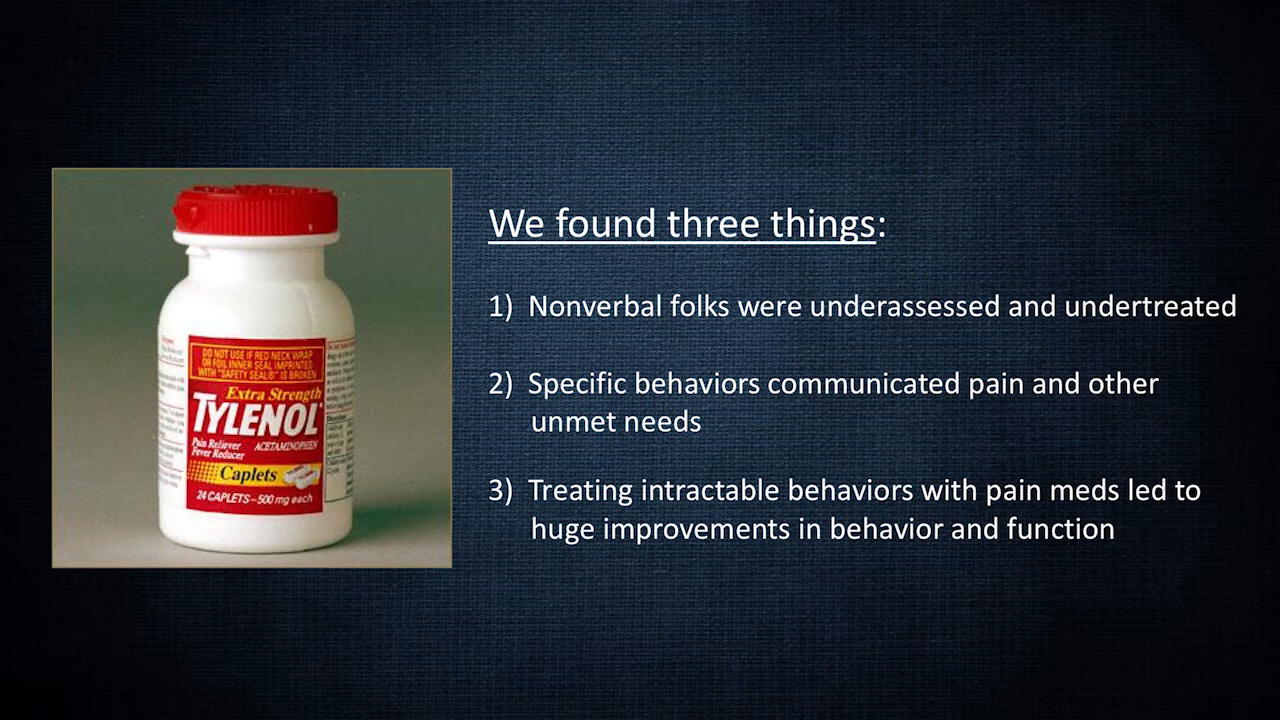 We found three things:
1) Nonverbal folks were underassessed and undertreated
2) Specific behaviors communicated pain and other
unmet needs
3) Treating intractable behaviors with pain meds led to
huge improvements in behavior and function
DO NOT USE IF RED NECK WRAP
OR FOIL INNER SEAL IMPRINTED
WITH "SAFETY SEAL®" IS BROKEN
Extra Strength
TYLENOL
Pain Reliever
Fever Reducer
ACETAMINOPHEN
Caplets
24 CAPLETS-500 mg each